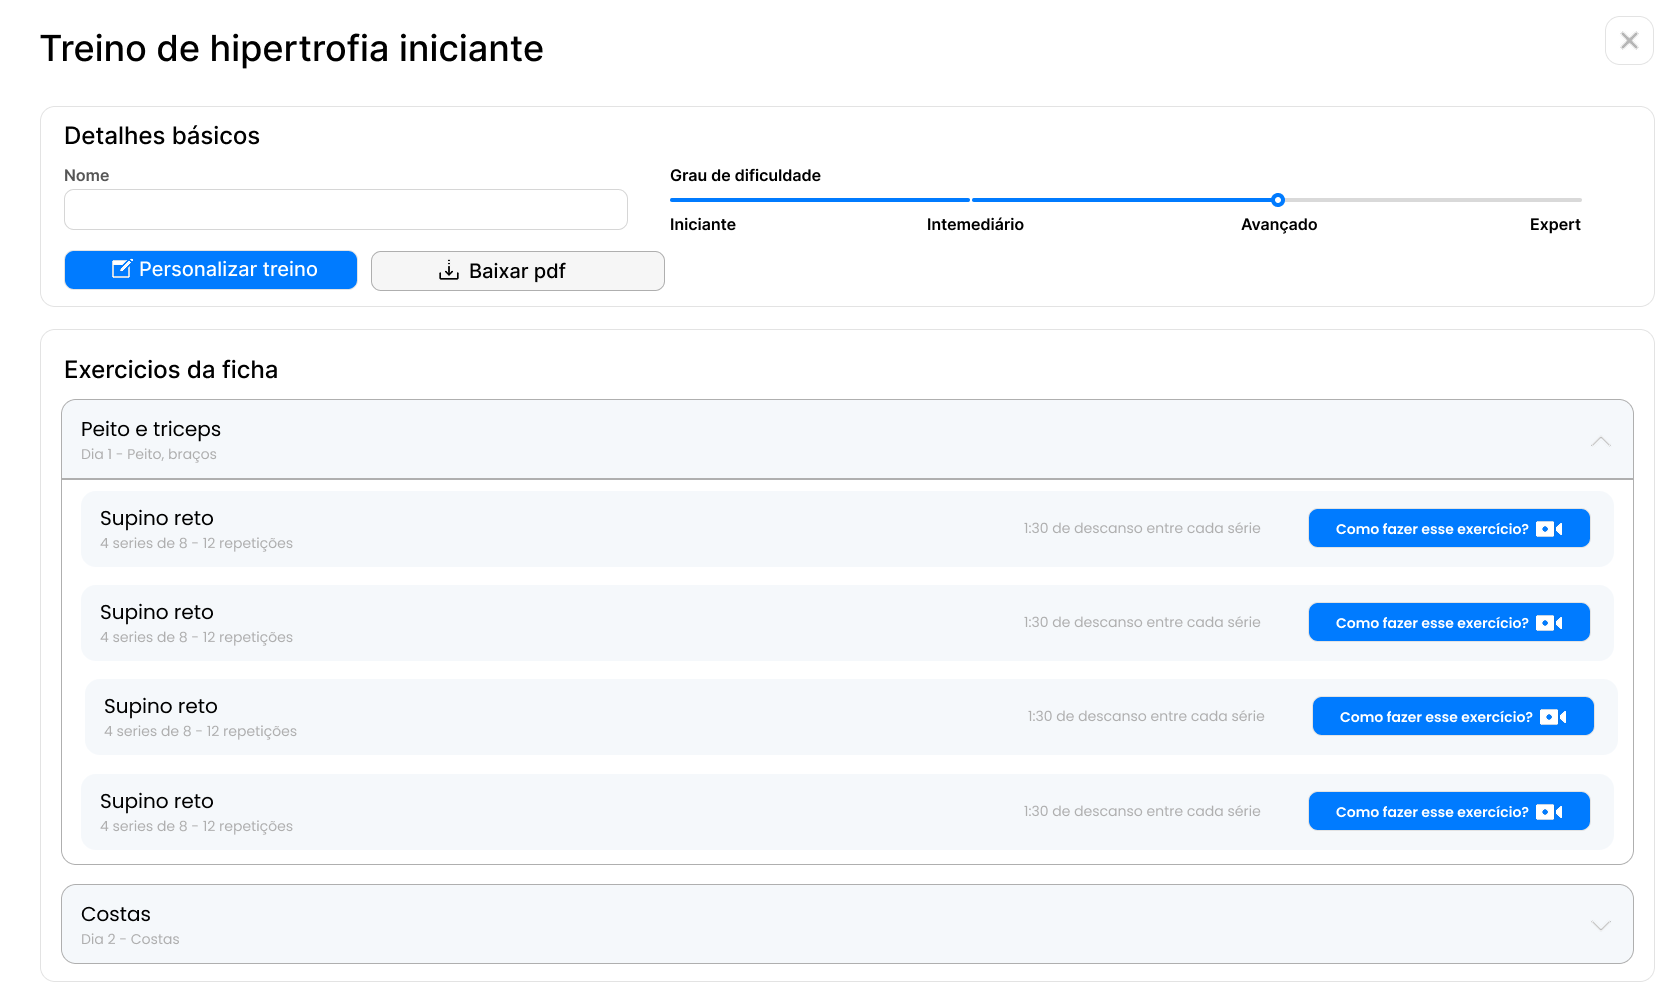 Treino de hipertrofia iniciante
Detalhes básicos
Nome
Grau de dificuldade
Iniciante
Intemediário
Avançado
Expert
Personalizar treino
Baixar pdf
Exercicios da ficha
Peito e triceps
Dia 1 - Peito, braços
Supino reto
4 series de 8 - 12 repetições
1:30 de descanso entre cada série
Como fazer esse exercício?
Supino reto
4 series de 8 - 12 repetições
1:30 de descanso entre cada série
Como fazer esse exercício?
Supino reto
4 series de 8 - 12 repetições
1:30 de descanso entre cada série
Como fazer esse exercício?
Supino reto
4 series de 8 - 12 repetições
1:30 de descanso entre cada série
Como fazer esse exercício?
Costas
Dia 2 - Costas